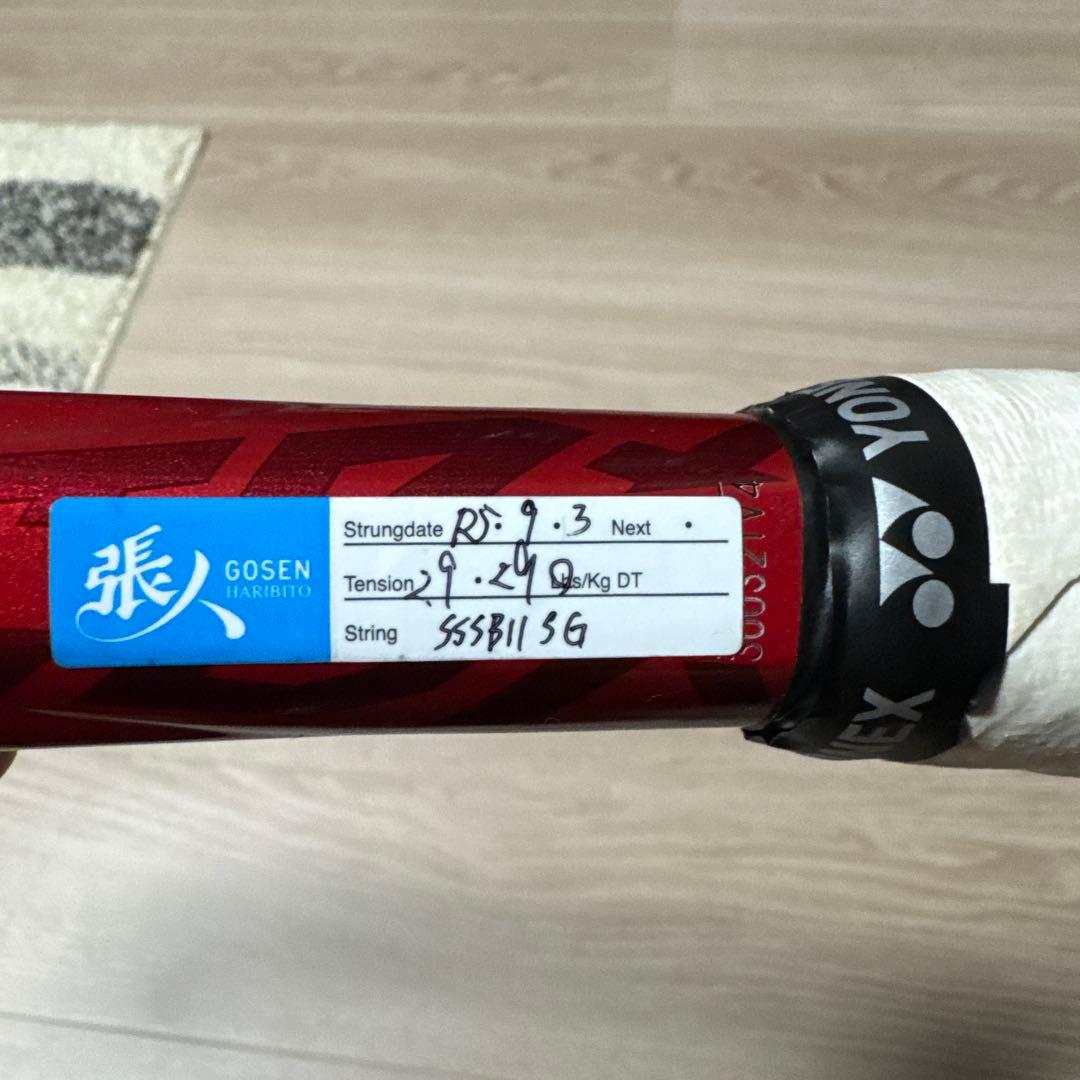 張人 GOSEN
HARIBITO
Strungdate R5. 9 . 3 Next .
Tension 29 . 29 Lbs/Kg DT
String SSSB11 SG
YONEX